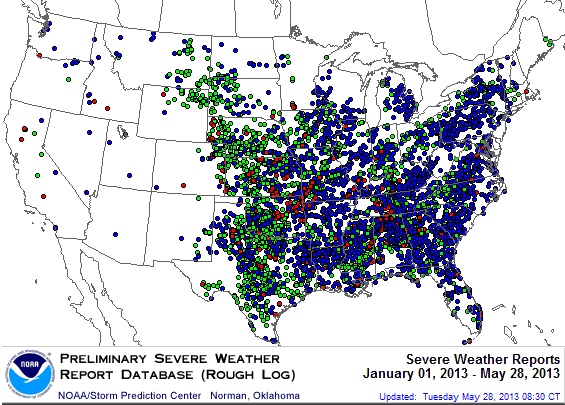 NOAA
PRELIMINARY SEVERE WEATHER
REPORT DATABASE (ROUGH LOG)
NOAA/Storm Prediction Center Norman, Oklahoma
Severe Weather Reports
January 01, 2013 - May 28, 2013
Updated: Tuesday May 28, 2013 08:30 CT